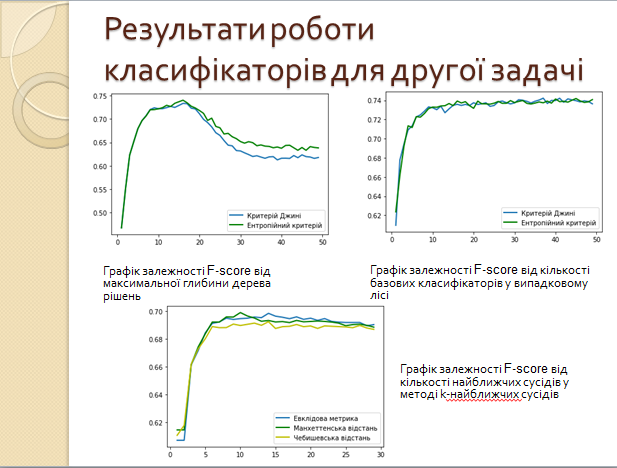 Результати роботи
класифікаторів для другої задачі
0.75
0.70
0.65
0.60
0.55
0.50
0
10
20
30
40
50
Критерій Джині
Ентропійний критерій
0.74
0.72
0.70
0.68
0.66
0.64
0.62
0
10
20
30
40
50
Критерій Джині
Ентропійний критерій
Графік залежності F-score від
максимальної глибини дерева
рішень
Графік залежності F-score від кількості
базових класифікаторів у випадковому
лісі
0.70
0.68
0.66
0.64
0.62
0
5
10
15
20
25
30
Евклідова метрика
Манхеттенська відстань
Чебишевська відстань
Графік залежності F-score від
кількості найближчих сусідів у
методі k-найближчих сусідів